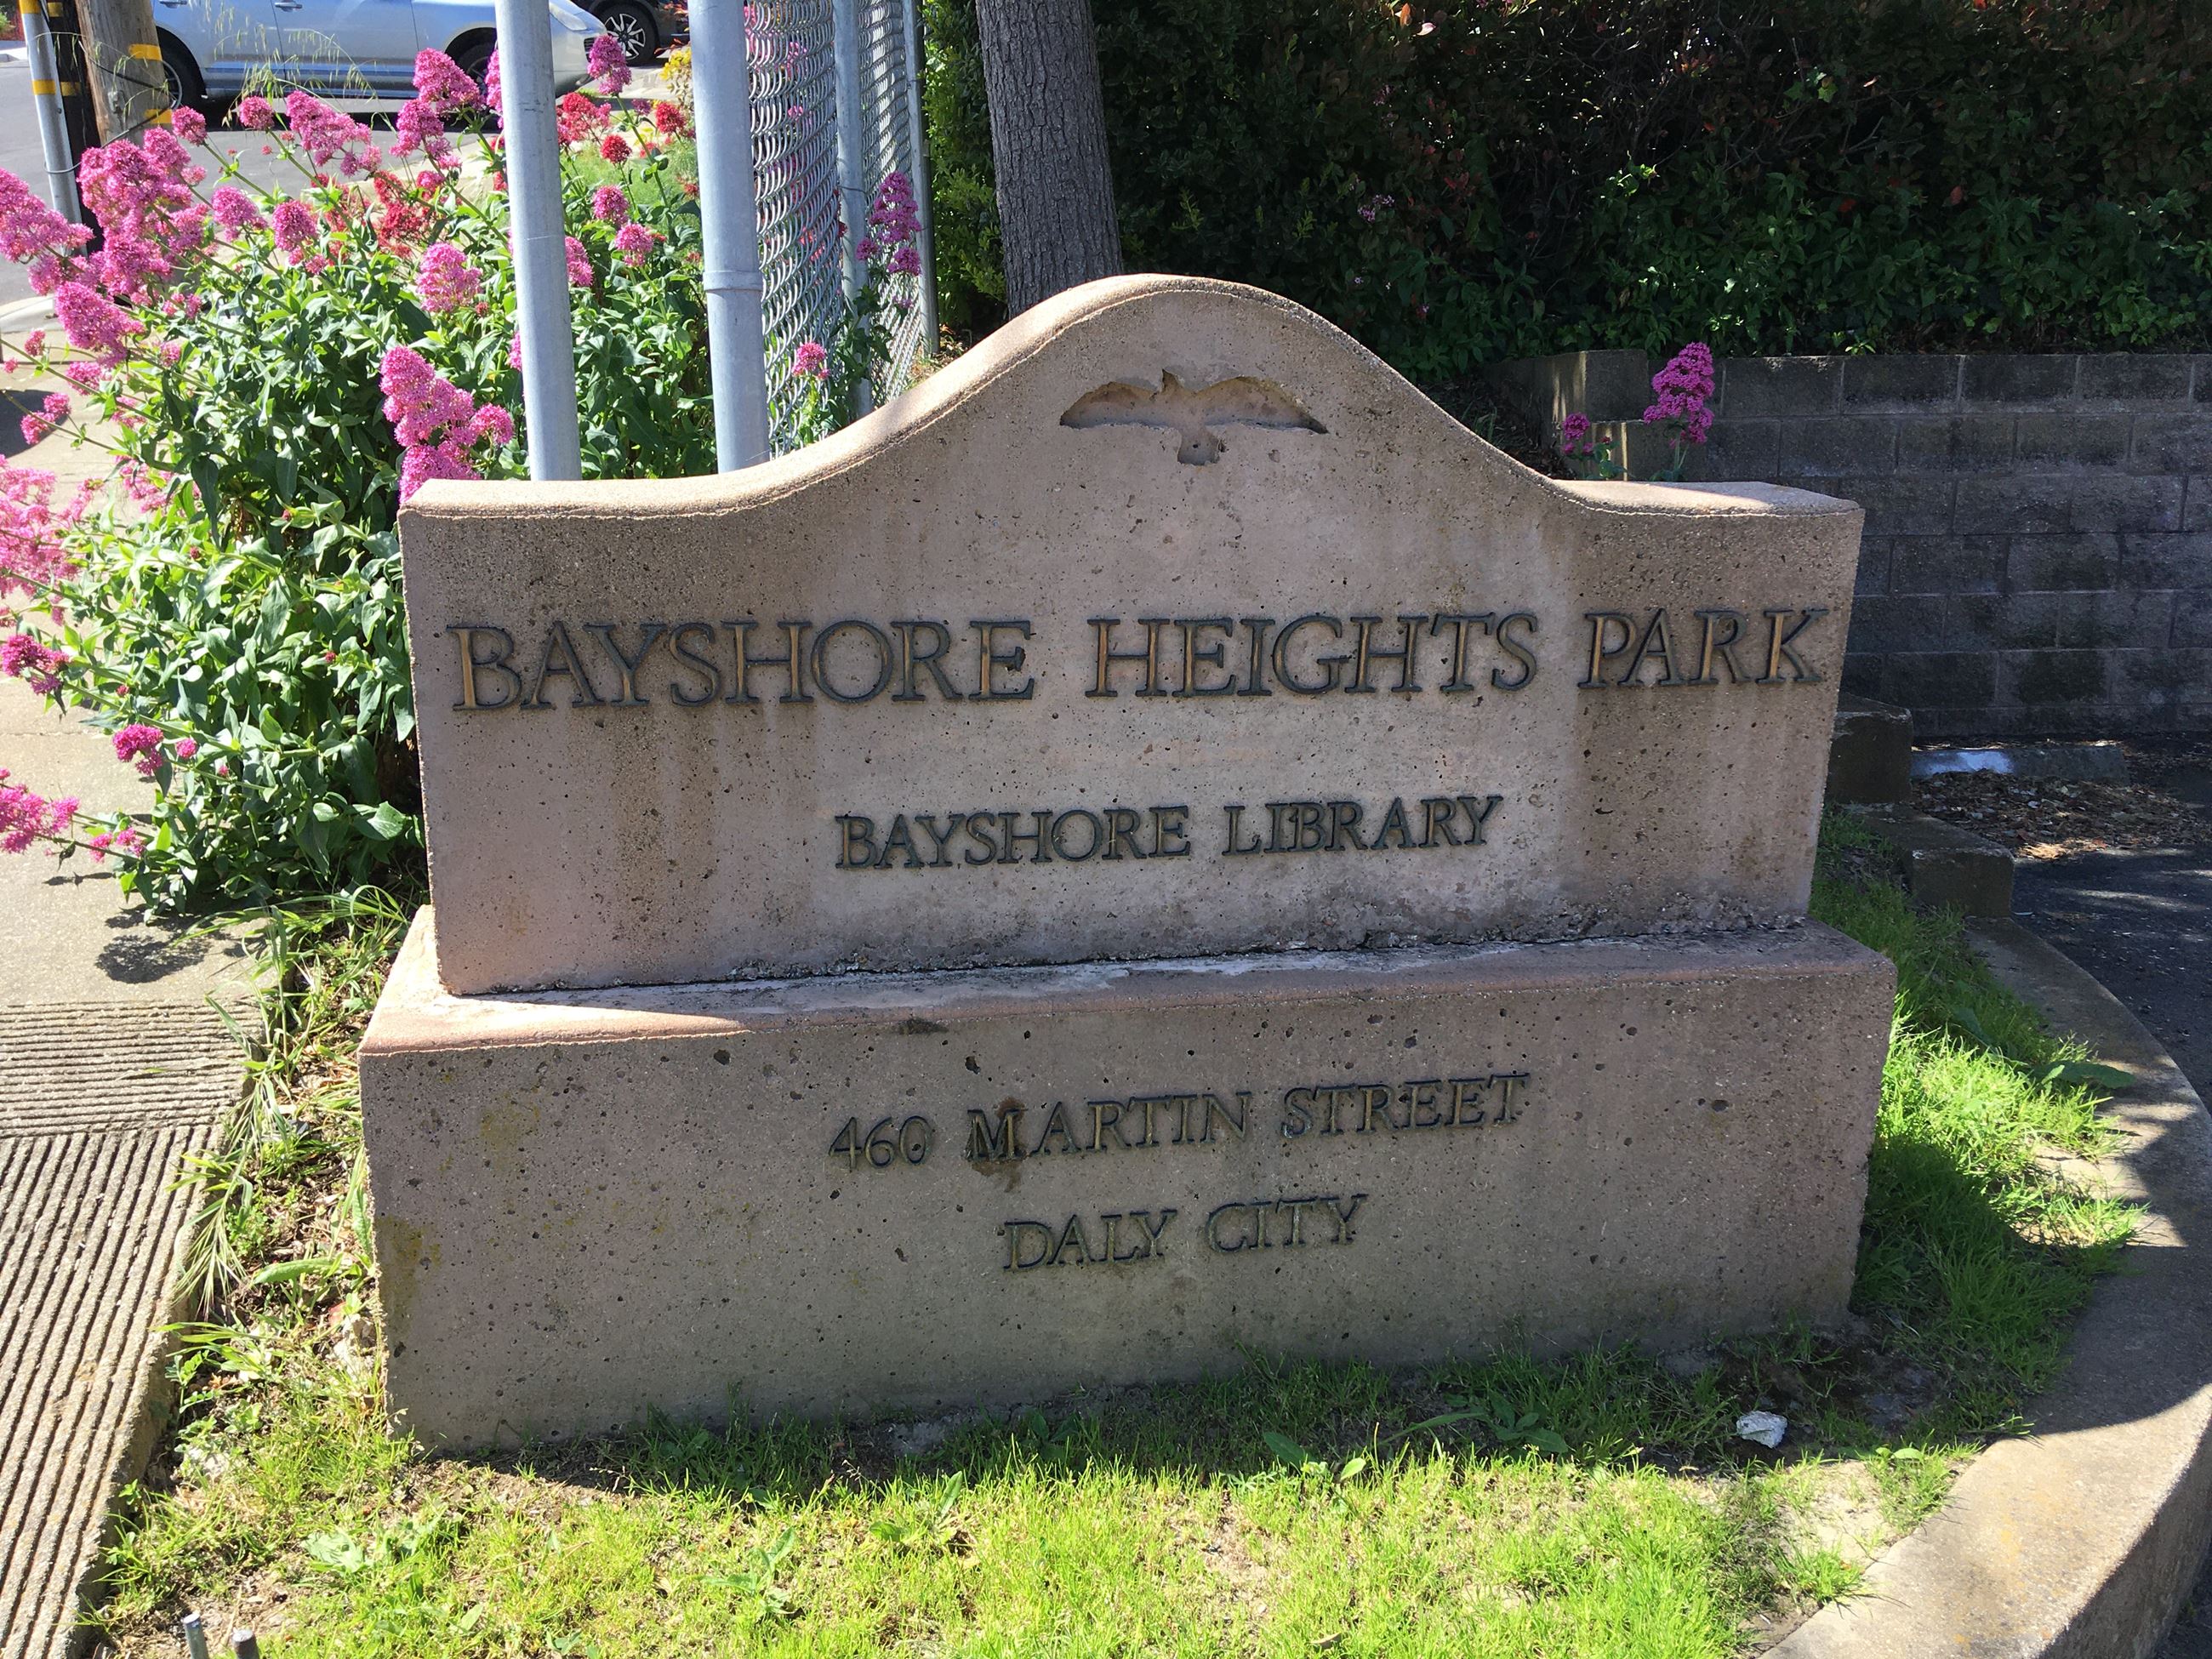 BAYSHORE HEIGHTS PARK
BAYSHORE LIBRARY
460 MARTIN STREET
DALY CITY